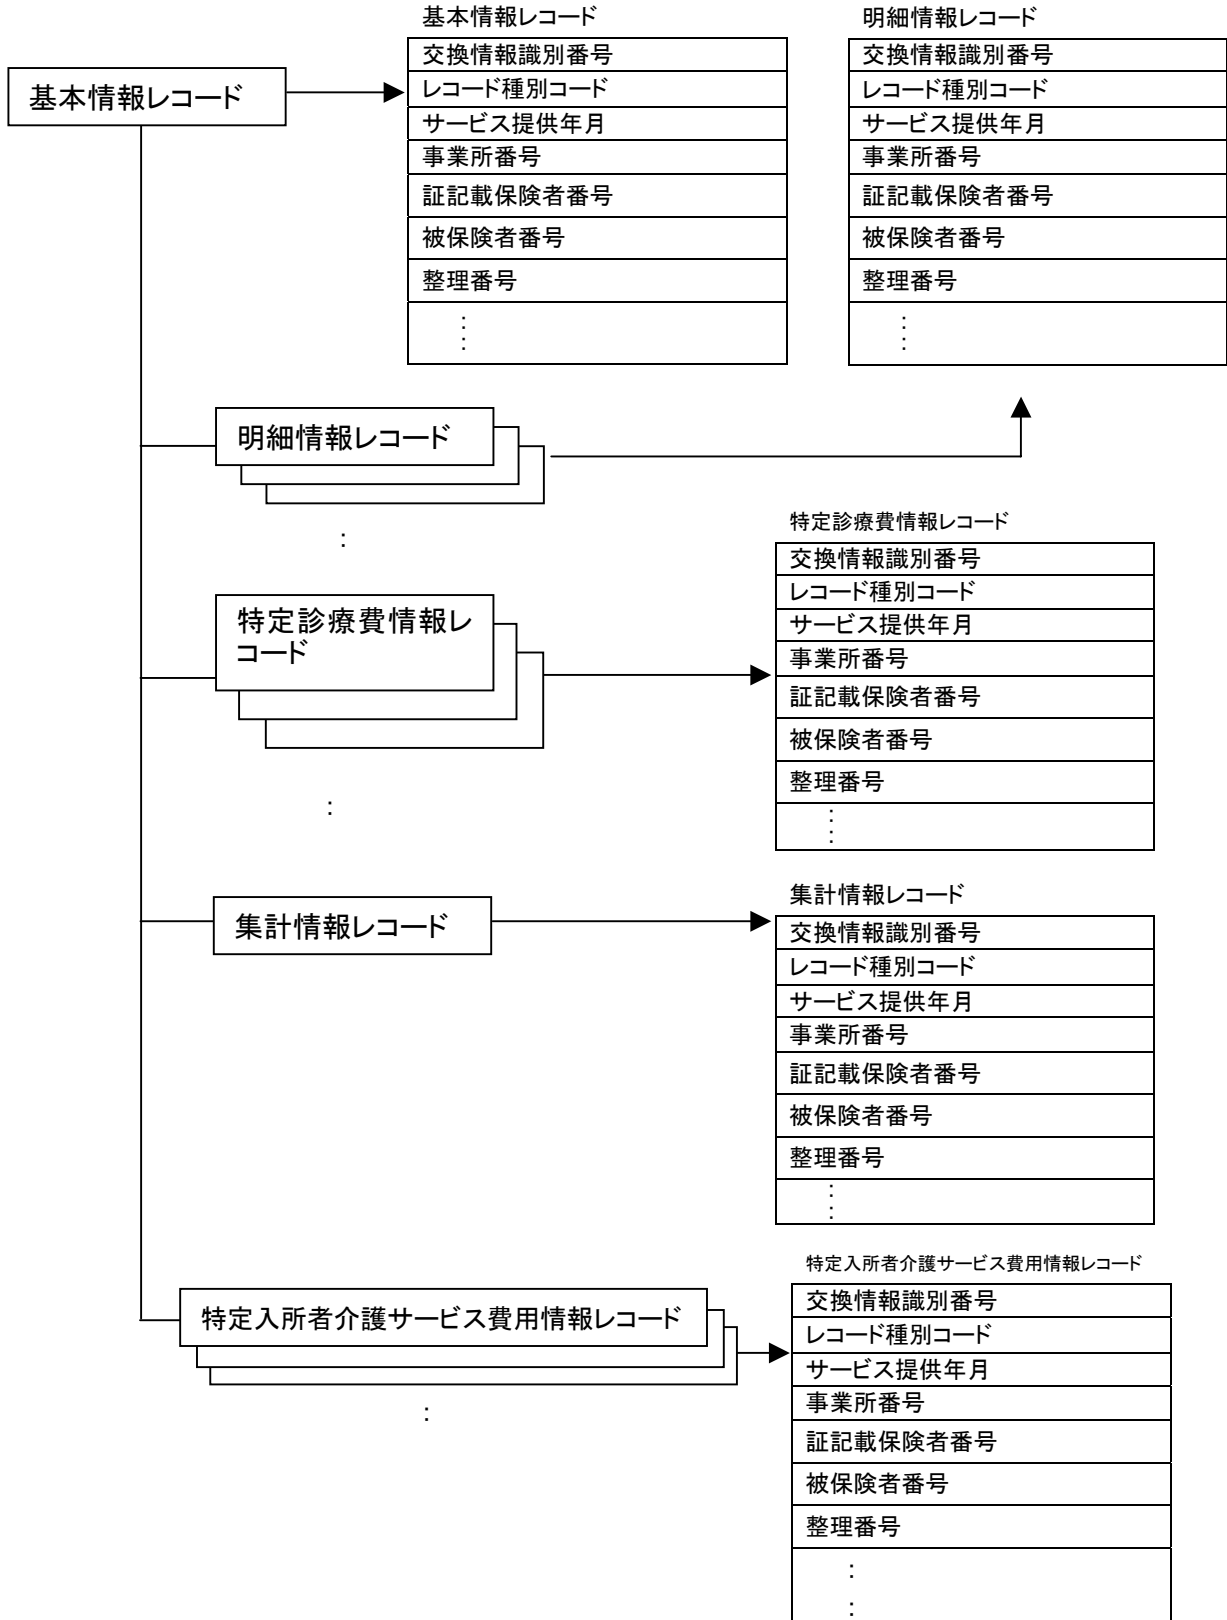 基本情報レコード
基本情報レコード
交換情報識別番号
レコード種別コード
サービス提供年月
事業所番号
証記載保険者番号
被保険者番号
整理番号
:
:
明細情報レコード
交換情報識別番号
レコード種別コード
サービス提供年月
事業所番号
証記載保険者番号
被保険者番号
整理番号
:
:
明細情報レコード
:
特定診療費情報レ
コード
:
特定診療費情報レコード
交換情報識別番号
レコード種別コード
サービス提供年月
事業所番号
証記載保険者番号
被保険者番号
整理番号
:
:
集計情報レコード
集計情報レコード
交換情報識別番号
レコード種別コード
サービス提供年月
事業所番号
証記載保険者番号
被保険者番号
整理番号
:
:
特定入所者介護サービス費用情報レコード
:
特定入所者介護サービス費用情報レコード
交換情報識別番号
レコード種別コード
サービス提供年月
事業所番号
証記載保険者番号
被保険者番号
整理番号
:
: